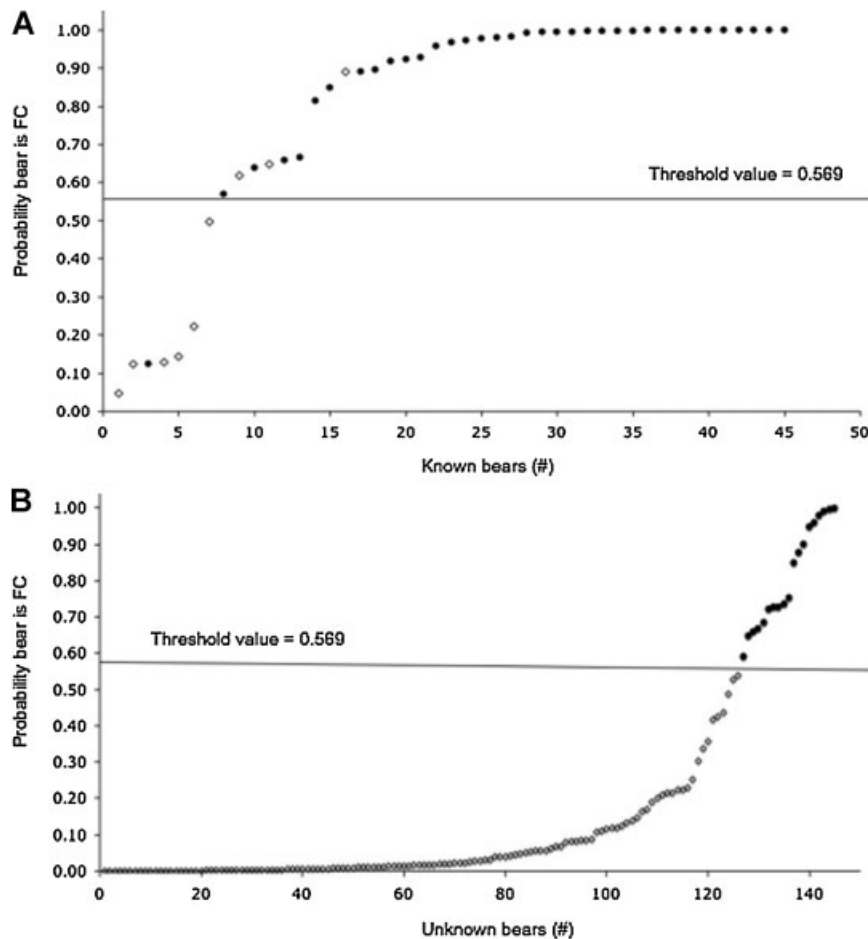 A
1.00
0.90
0.80
0.70
0.60
0.50
0.40
0.30
0.20
0.10
0.00
Probability bear is FC
Threshold value = 0.569
0 5 10 15 20 25 30 35 40 45 50
Known bears (#)
B
1.00
0.90
0.80
0.70
0.60
0.50
0.40
0.30
0.20
0.10
0.00
Probability bear is FC
Threshold value = 0.569
0 20 40 60 80 100 120 140
Unknown bears (#)